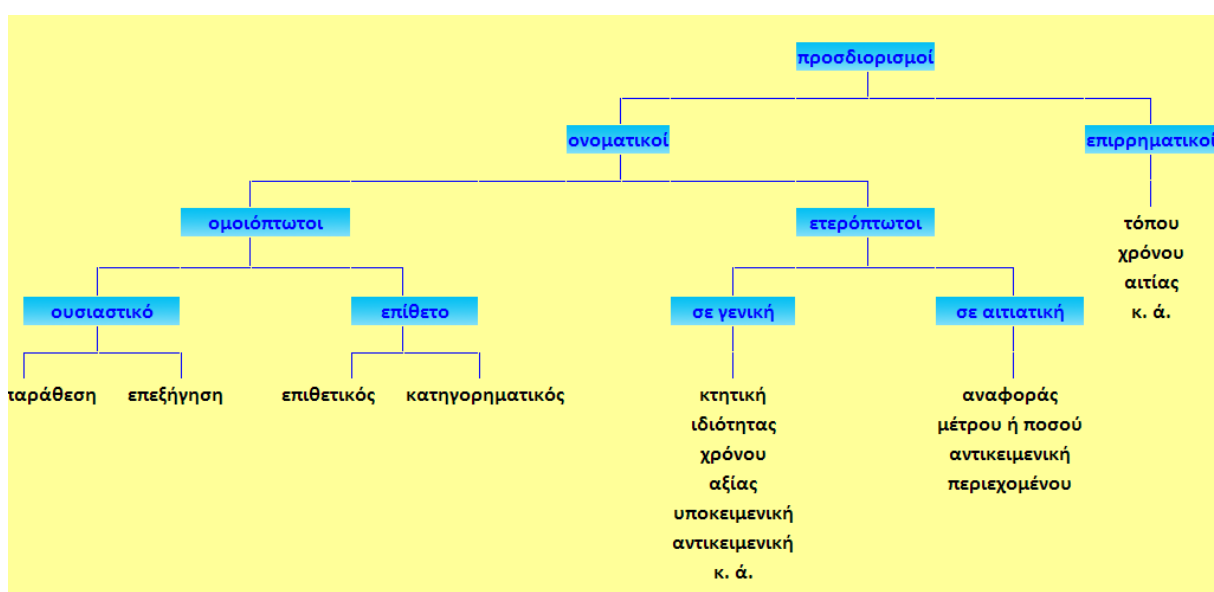 προσδιορισμοί
ονοματικοί
επιρρηματικοί
ομοιόπτωτοι
ετερόπτωτοι
τόπου
χρόνου
αιτίας
κ. ά.
ουσιαστικό
επίθετο
σε γενική
σε αιτιατική
παράθεση
επεξήγηση
επιθετικός
κατηγορηματικός
κτητική
ιδιότητας
χρόνου
αξίας
υποκειμενική
αντικειμενική
κ. ά.
αναφοράς
μέτρου ή ποσού
αντικειμενική
περιεχομένου